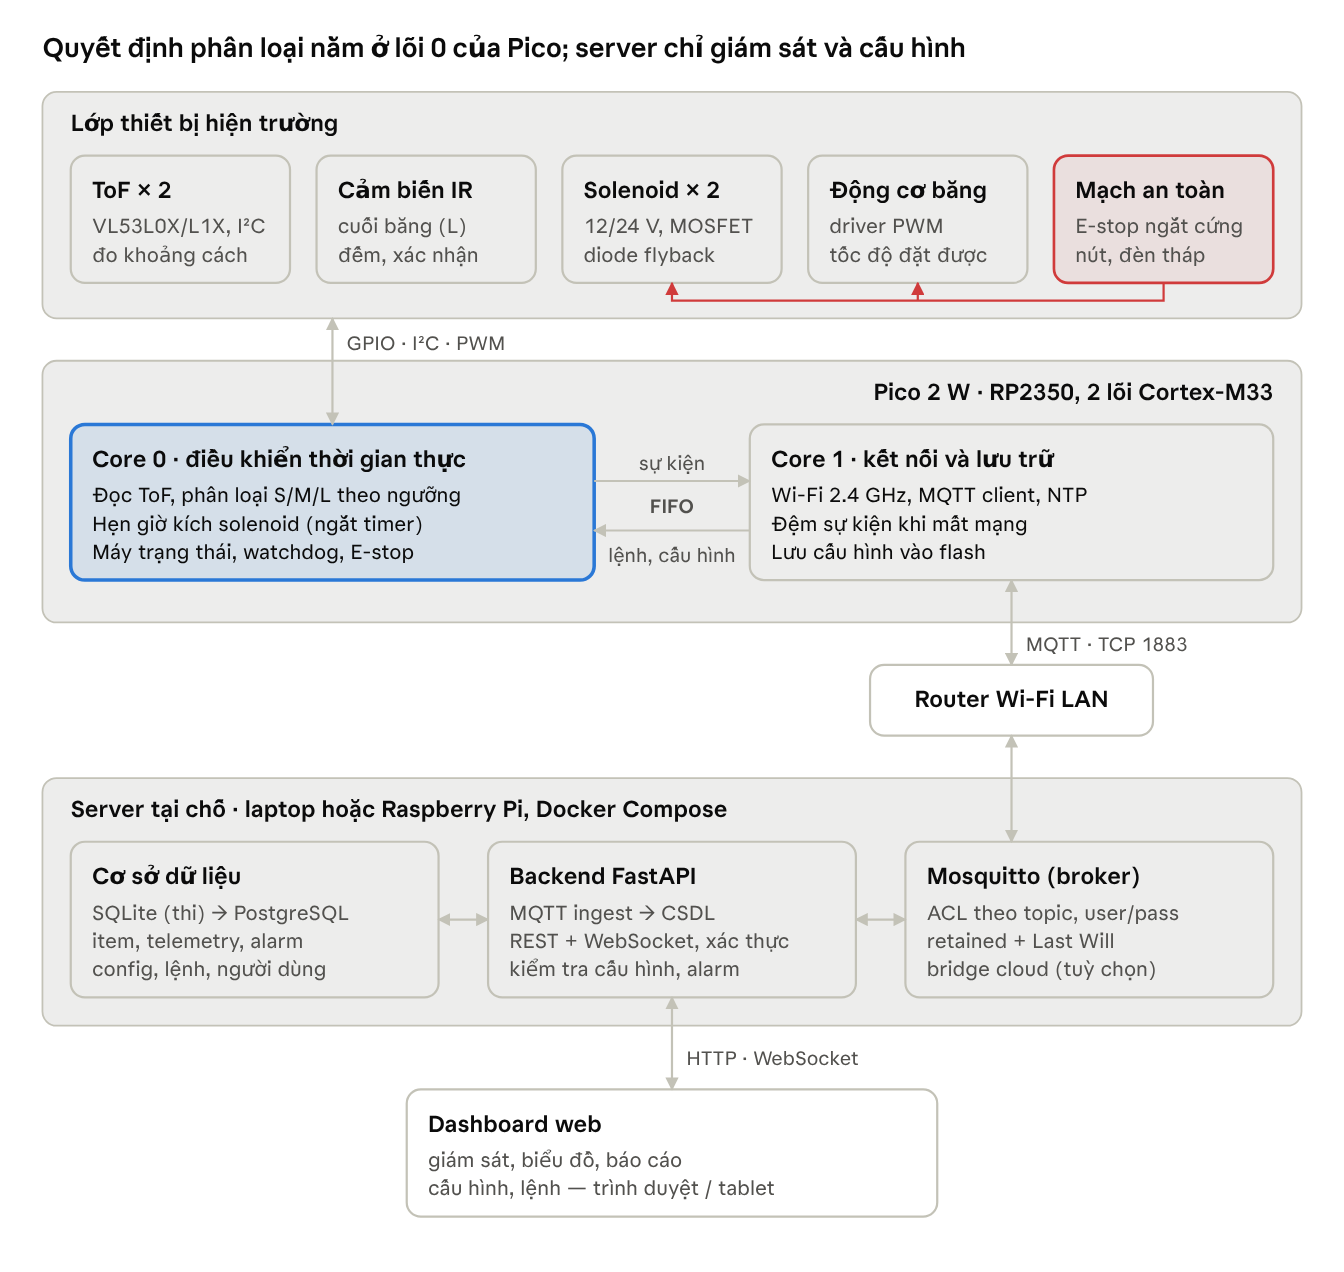 Quyết định phân loại nằm ở lõi 0 của Pico; server chỉ giám sát và cấu hình
Lớp thiết bị hiện trường
ToF × 2
VL53L0X/L1X, I²C
đo khoảng cách
Cảm biến IR
cuối băng (L)
đếm, xác nhận
Solenoid × 2
12/24 V, MOSFET
diode flyback
Động cơ băng
driver PWM
tốc độ đặt được
Mạch an toàn
E-stop ngắt cứng
nút, đèn tháp
GPIO · I²C · PWM
Pico 2 W · RP2350, 2 lõi Cortex-M33
Core 0 · điều khiển thời gian thực
Đọc ToF, phân loại S/M/L theo ngưỡng
Hẹn giờ kích solenoid (ngắt timer)
Máy trạng thái, watchdog, E-stop
sự kiện
FIFO
lệnh, cấu hình
Core 1 · kết nối và lưu trữ
Wi-Fi 2.4 GHz, MQTT client, NTP
Đệm sự kiện khi mất mạng
Lưu cấu hình vào flash
MQTT · TCP 1883
Router Wi-Fi LAN
Server tại chỗ · laptop hoặc Raspberry Pi, Docker Compose
Cơ sở dữ liệu
SQLite (thi) → PostgreSQL
item, telemetry, alarm
config, lệnh, người dùng
Backend FastAPI
MQTT ingest → CSDL
REST + WebSocket, xác thực
kiểm tra cấu hình, alarm
Mosquitto (broker)
ACL theo topic, user/pass
retained + Last Will
bridge cloud (tuỳ chọn)
HTTP · WebSocket
Dashboard web
giám sát, biểu đồ, báo cáo
cấu hình, lệnh — trình duyệt / tablet